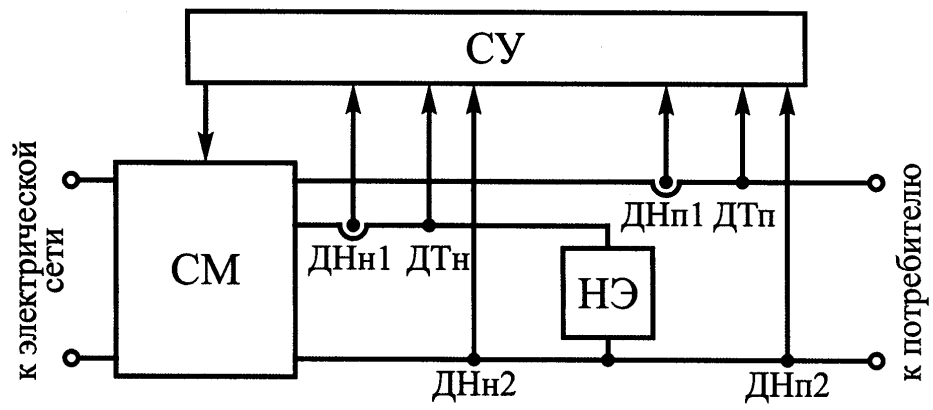 СУ
к электрической
сети
СМ
ДНн1
ДТн
ДНп1
ДТп
НЭ
ДНн2
ДНп2
к потребителю